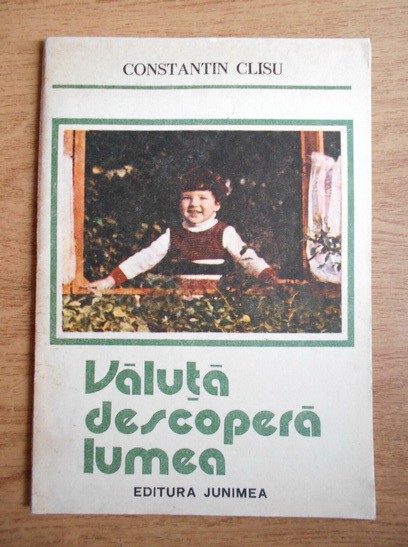 CONSTANTIN CLISU
Văluță
descoperă
lumea
EDITURA JUNIMEA